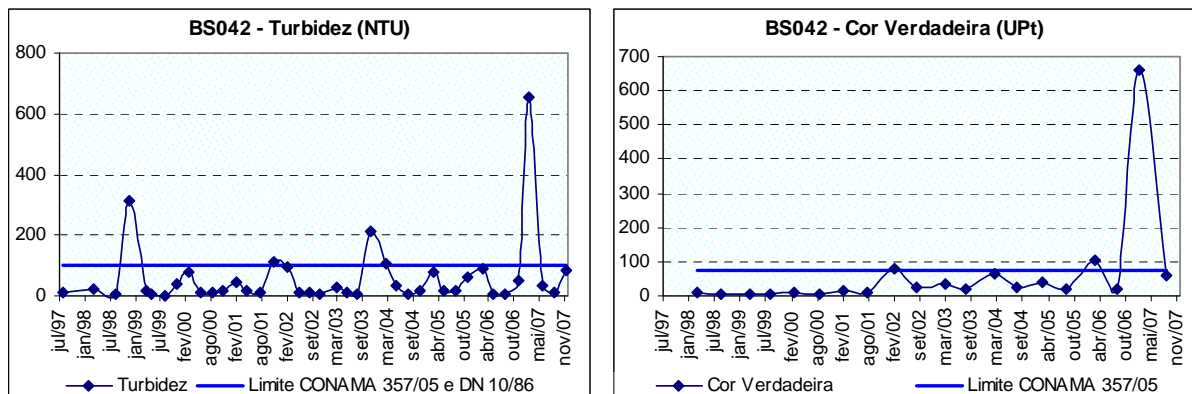 BS042 - Turbidez (NTU)
800
600
400
200
0
jul/97
jan/98
jul/98
jan/99
jul/99
fev/00
ago/00
fev/01
ago/01
fev/02
set/02
mar/03
set/03
mar/04
set/04
abr/05
out/05
abr/06
out/06
mai/07
nov/07
Turbidez
Limite CONAMA 357/05 e DN 10/86
BS042 - Cor Verdadeira (UPt)
700
600
500
400
300
200
100
0
jul/97
jan/98
jul/98
jan/99
jul/99
fev/00
ago/00
fev/01
ago/01
fev/02
set/02
mar/03
set/03
mar/04
set/04
abr/05
out/05
abr/06
out/06
mai/07
nov/07
Cor Verdadeira
Limite CONAMA 357/05